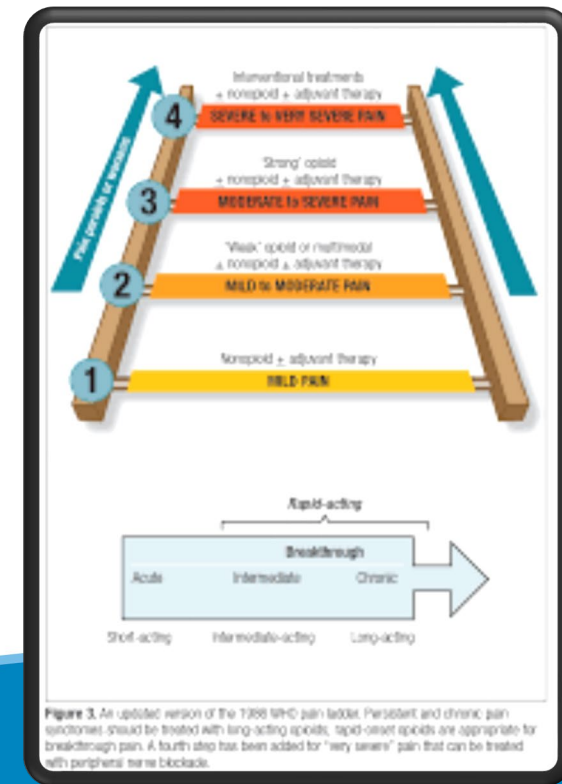 Interventional treatments
+ nonopioid + adjuvant therapy
4
SEVERE to VERY SEVERE PAIN
"Strong" opioid
+ nonopioid + adjuvant therapy
3
MODERATE to SEVERE PAIN
"Weak" opioid or multimodal
+ nonopioid + adjuvant therapy
2
MILD to MODERATE PAIN
Nonopioid + adjuvant therapy
1
MILD PAIN
Pain persists or worsens
Rapid-acting
Breakthrough
Acute Intermediate Chronic
Short-acting Intermediate-acting Long-acting
Figure 3. An updated version of the 1986 WHO pain ladder. Persistent and chronic pain
syndromes should be treated with long-acting opioids; rapid-onset opioids are appropriate for
breakthrough pain. A fourth step has been added for "very severe" pain that can be treated
with peripheral nerve blockade.